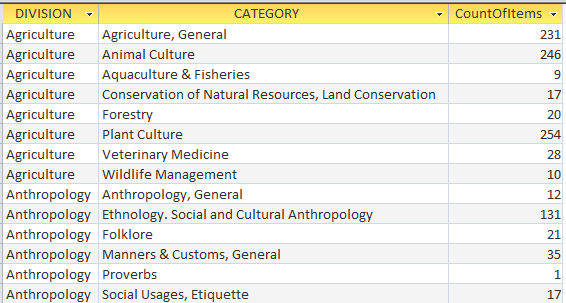 DIVISION CATEGORY CountOfItems
Agriculture Agriculture, General 231
Agriculture Animal Culture 246
Agriculture Aquaculture & Fisheries 9
Agriculture Conservation of Natural Resources, Land Conservation 17
Agriculture Forestry 20
Agriculture Plant Culture 254
Agriculture Veterinary Medicine 28
Agriculture Wildlife Management 10
Anthropology Anthropology, General 12
Anthropology Ethnology. Social and Cultural Anthropology 131
Anthropology Folklore 21
Anthropology Manners & Customs, General 35
Anthropology Proverbs 1
Anthropology Social Usages, Etiquette 17